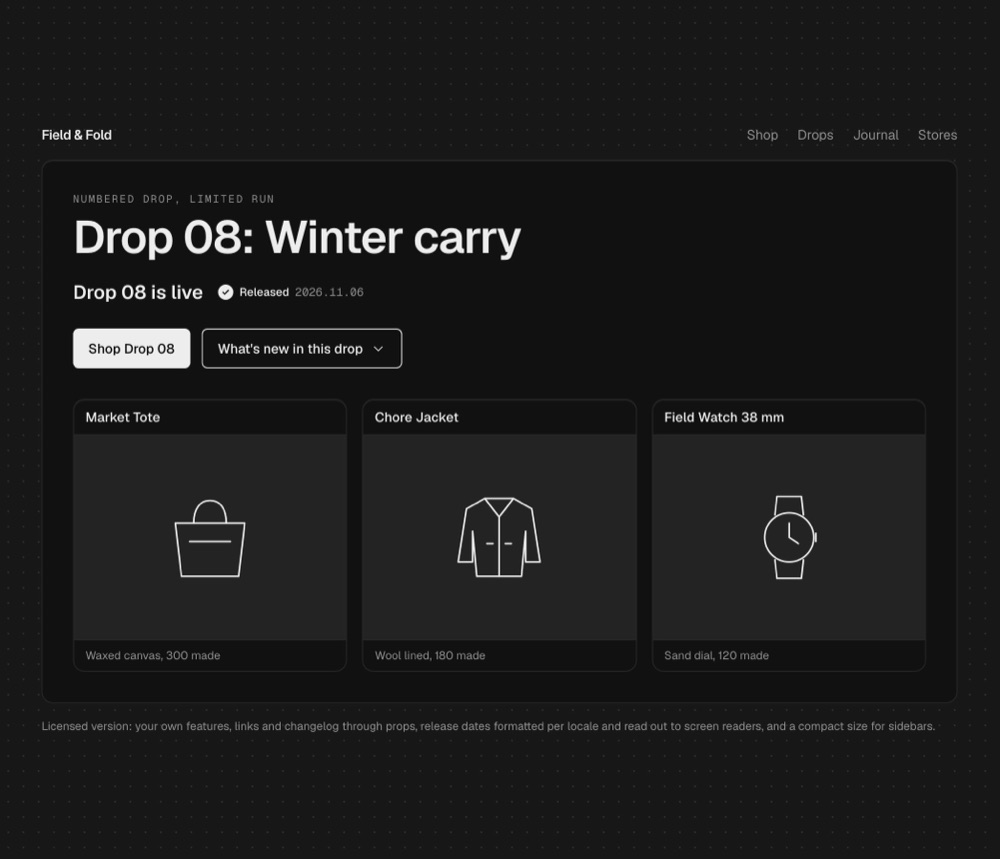 Field & Fold
Shop Drops Journal Stores
NUMBERED DROP, LIMITED RUN
Drop 08: Winter carry
Drop 08 is live Released 2026.11.06
Shop Drop 08 What's new in this drop
Market Tote Chore Jacket Field Watch 38 mm
Waxed canvas, 300 made Wool lined, 180 made Sand dial, 120 made
Licensed version: your own features, links and changelog through props, release dates formatted per locale and read out to screen readers, and a compact size for sidebars.